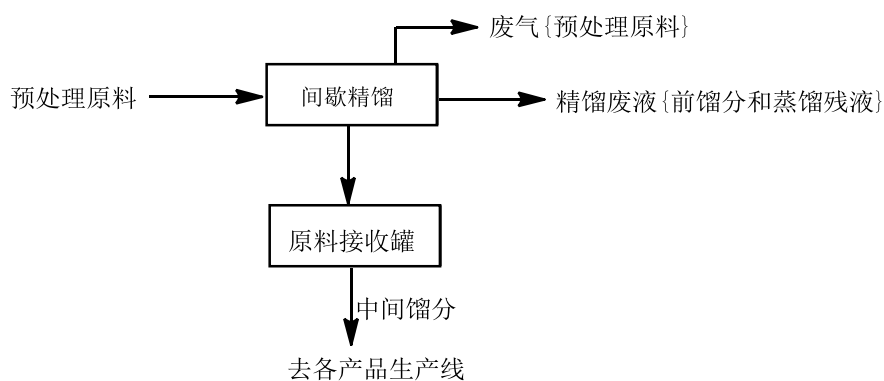 废气{预处理原料}
预处理原料
间歇精馏
精馏废液{前馏分和蒸馏残液}
原料接收罐
中间馏分
去各产品生产线